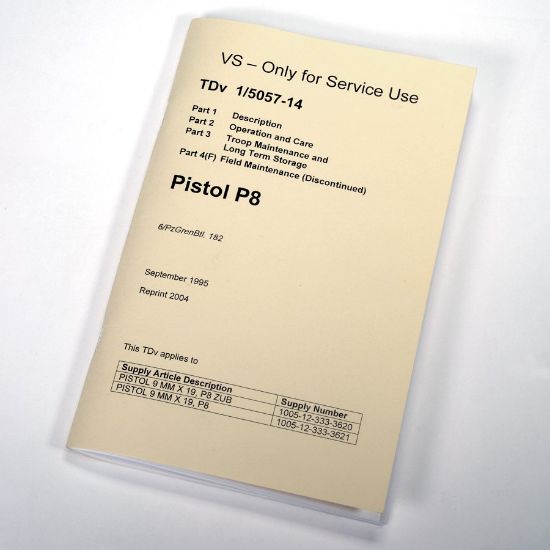 VS – Only for Service Use
TDv 1/5057-14
Part 1 Description
Part 2 Operation and Care
Part 3 Troop Maintenance and
Long Term Storage
Part 4(F) Field Maintenance (Discontinued)
Pistol P8
6/PzGrenBtl. 182
September 1995
Reprint 2004
This TDv applies to
Supply Article Description Supply Number
PISTOL 9 MM X 19, P8 ZUB 1005-12-333-3620
PISTOL 9 MM X 19, P8 1005-12-333-3621